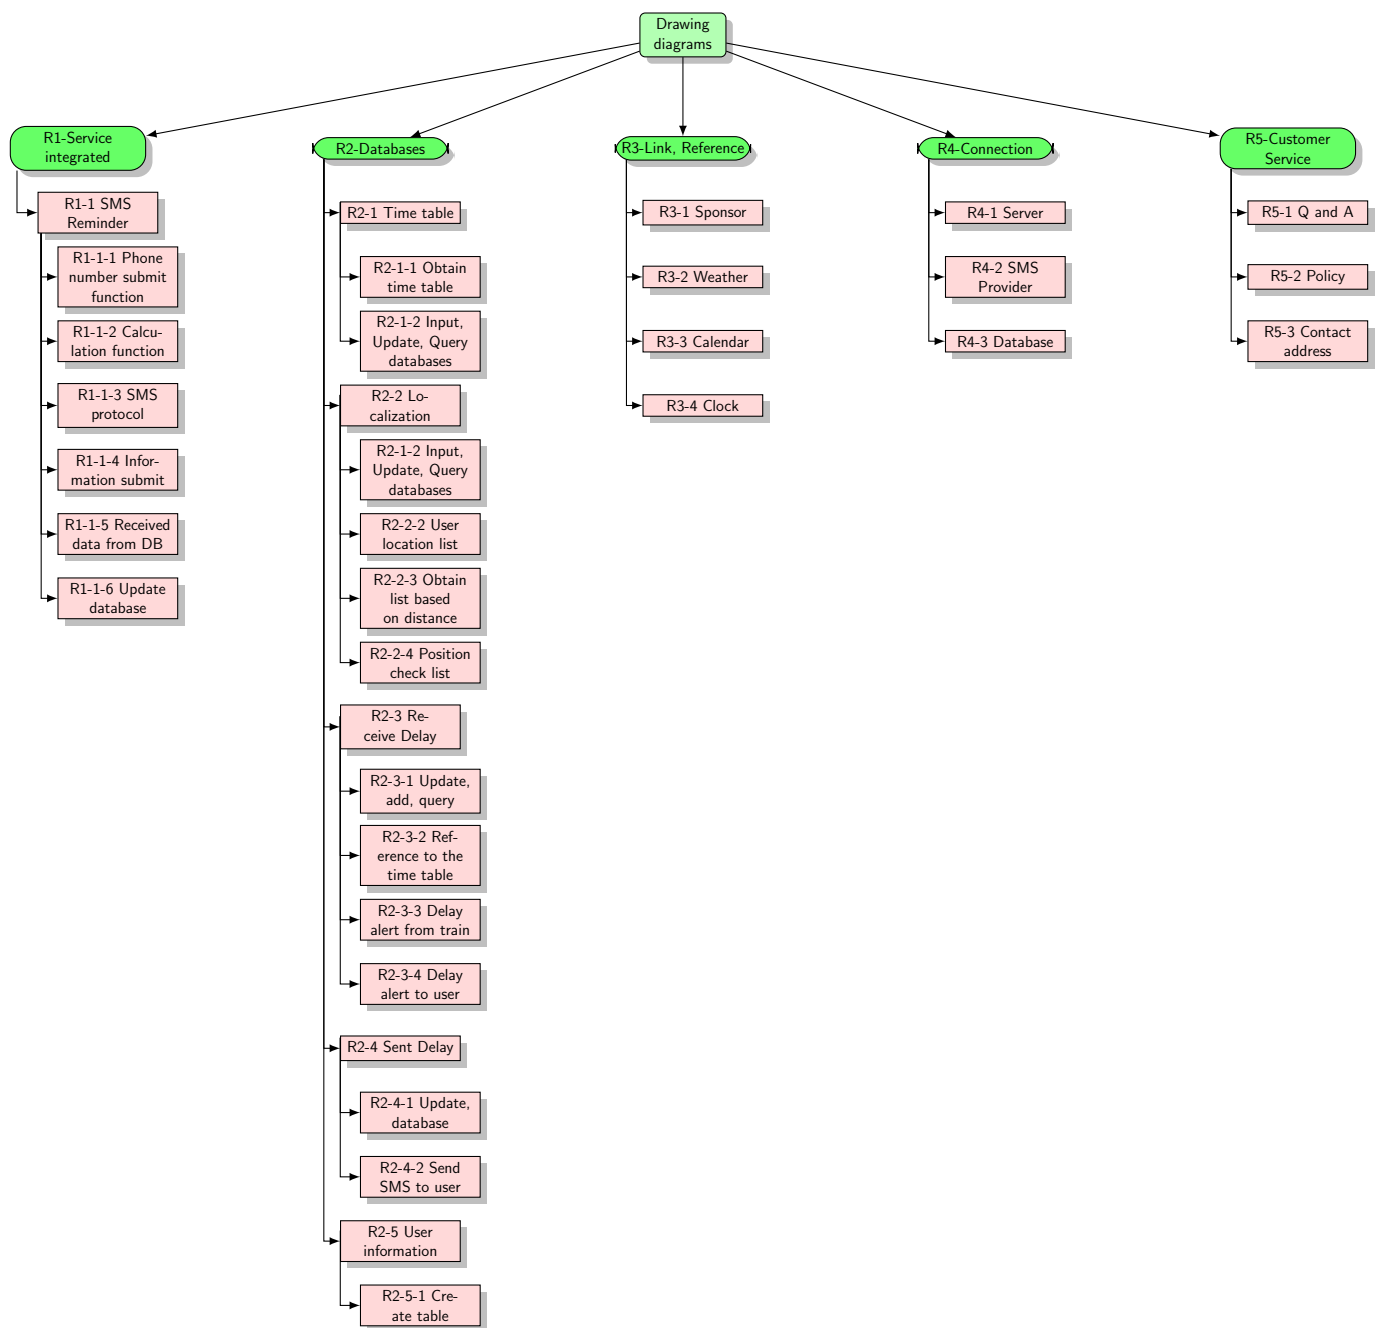 Drawing
diagrams
R1-Service
integrated
R1-1 SMS
Reminder
R1-1-1 Phone
number submit
function
R1-1-2 Calcu-
lation function
R1-1-3 SMS
protocol
R1-1-4 Infor-
mation submit
R1-1-5 Received
data from DB
R1-1-6 Update
database
R2-Databases
R2-1 Time table
R2-1-1 Obtain
time table
R2-1-2 Input,
Update, Query
databases
R2-2 Lo-
calization
R2-1-2 Input,
Update, Query
databases
R2-2-2 User
location list
R2-2-3 Obtain
list based
on distance
R2-2-4 Position
check list
R2-3 Re-
ceive Delay
R2-3-1 Update,
add, query
R2-3-2 Ref-
erence to the
time table
R2-3-3 Delay
alert from train
R2-3-4 Delay
alert to user
R2-4 Sent Delay
R2-4-1 Update,
database
R2-4-2 Send
SMS to user
R2-5 User
information
R2-5-1 Cre-
ate table
R3-Link, Reference
R3-1 Sponsor
R3-2 Weather
R3-3 Calendar
R3-4 Clock
R4-Connection
R4-1 Server
R4-2 SMS
Provider
R4-3 Database
R5-Customer
Service
R5-1 Q and A
R5-2 Policy
R5-3 Contact
address